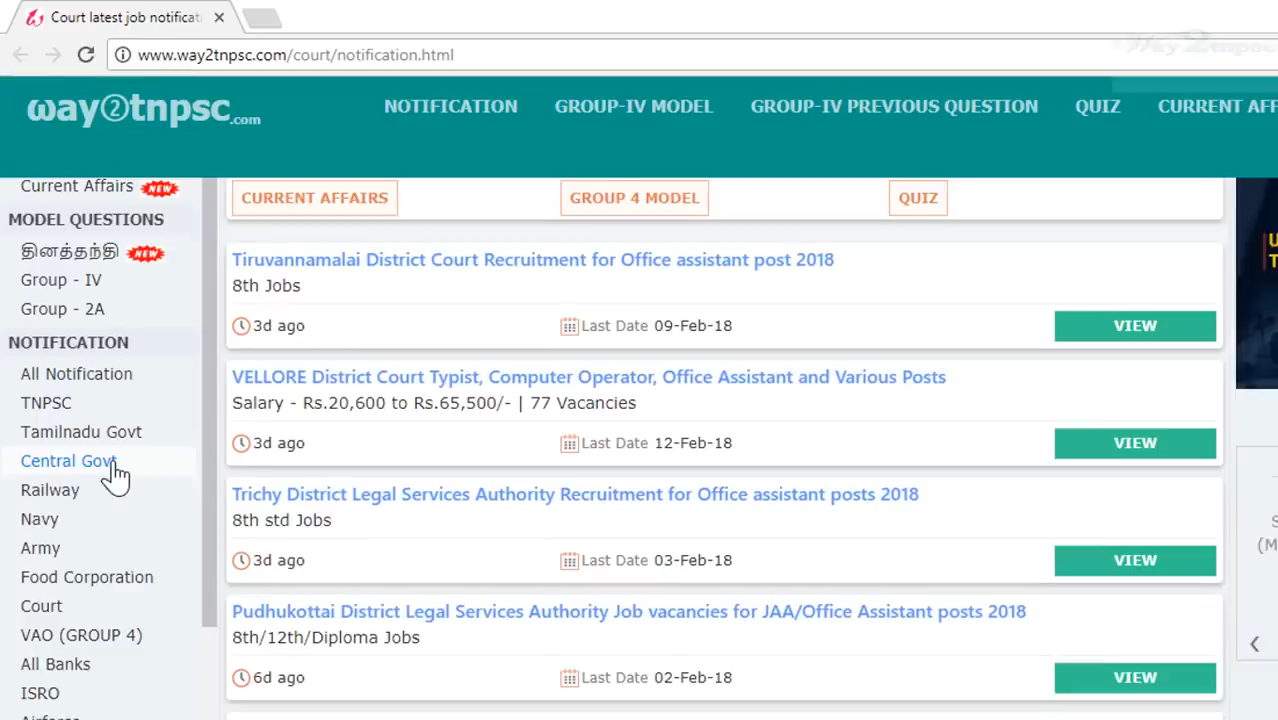 Court latest job notificat
www.way2tnpsc.com/court/notification.html
Way2tnpsc
way2tnpsc.com
NOTIFICATION
GROUP-IV MODEL
GROUP-IV PREVIOUS QUESTION
QUIZ
CURRENT AFF
Current Affairs NEW
MODEL QUESTIONS
தினத்தந்தி NEW
Group - IV
Group - 2A
NOTIFICATION
All Notification
TNPSC
Tamilnadu Govt
Central Govt
Railway
Navy
Army
Food Corporation
Court
VAO (GROUP 4)
All Banks
ISRO
CURRENT AFFAIRS
GROUP 4 MODEL
QUIZ
Tiruvannamalai District Court Recruitment for Office assistant post 2018
8th Jobs
3d ago
Last Date 09-Feb-18
VIEW
VELLORE District Court Typist, Computer Operator, Office Assistant and Various Posts
Salary - Rs.20,600 to Rs.65,500/- | 77 Vacancies
3d ago
Last Date 12-Feb-18
VIEW
Trichy District Legal Services Authority Recruitment for Office assistant posts 2018
8th std Jobs
3d ago
Last Date 03-Feb-18
VIEW
Pudhukottai District Legal Services Authority Job vacancies for JAA/Office Assistant posts 2018
8th/12th/Diploma Jobs
6d ago
Last Date 02-Feb-18
VIEW